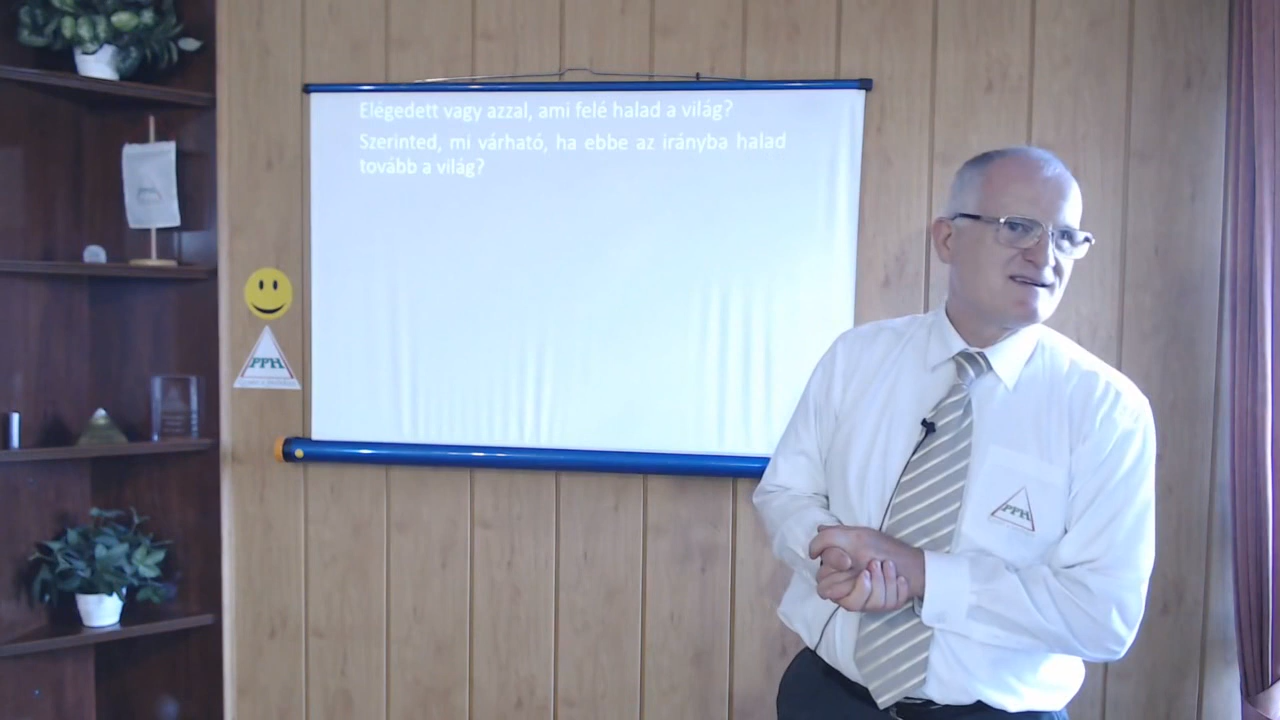 Elégedett vagy azzal, ami felé halad a világ?
Szerinted, mi várható, ha ebbe az irányba halad
tovább a világ?
PPH
PPH